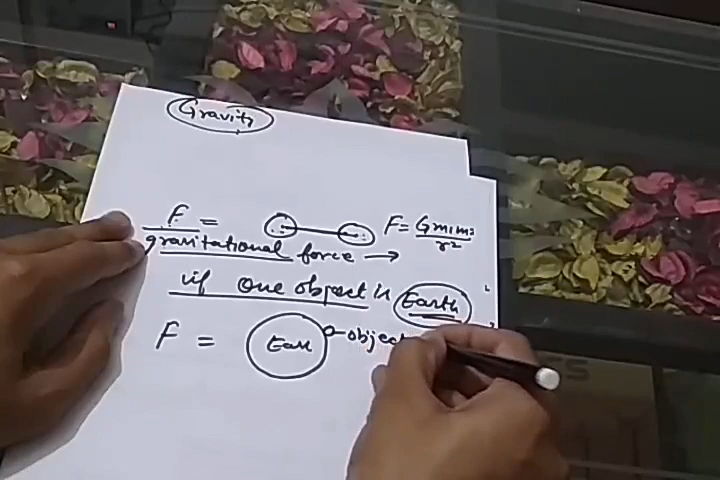 Gravity
F = F = Gm1m2/r2
gravitational force →
if one object is Earth
F = Earth object